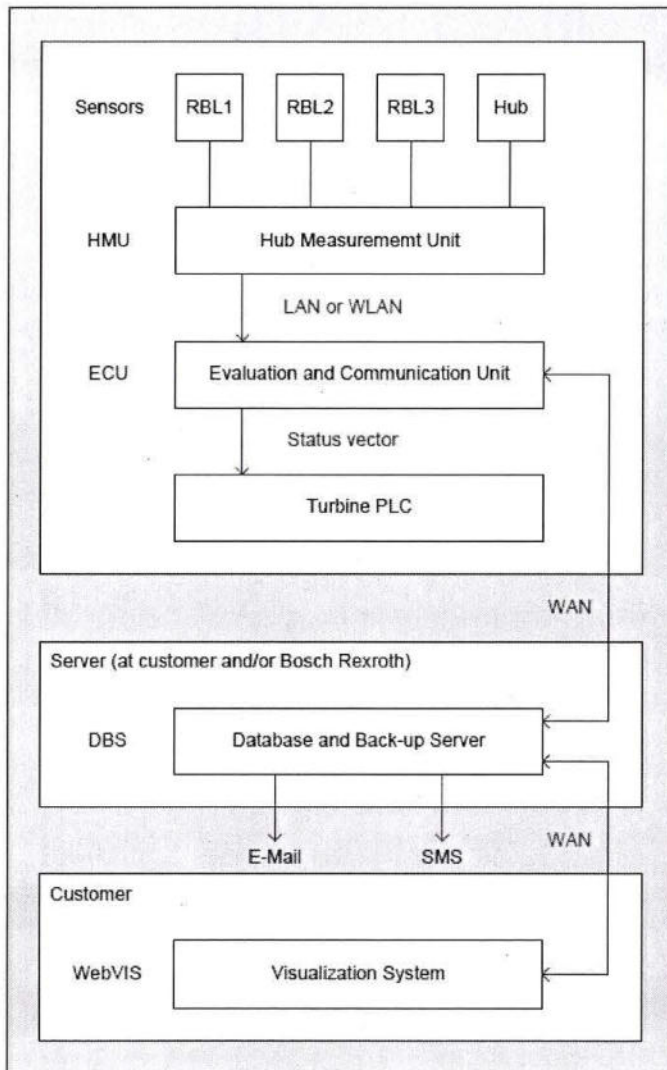 Sensors RBL1 RBL2 RBL3 Hub
HMU Hub Measurememt Unit
LAN or WLAN
ECU Evaluation and Communication Unit
Status vector
Turbine PLC
WAN
Server (at customer and/or Bosch Rexroth)
DBS Database and Back-up Server
E-Mail SMS WAN
Customer
WebVIS Visualization System